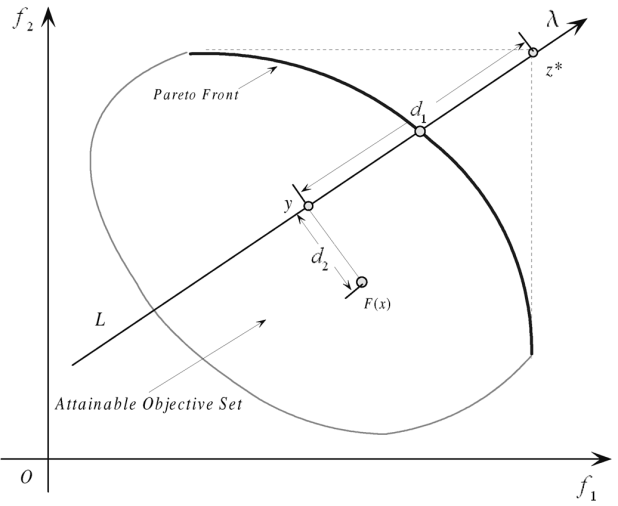 f2
λ
z*
Pareto Front
d1
y
d2
F(x)
L
Attainable Objective Set
O
f1